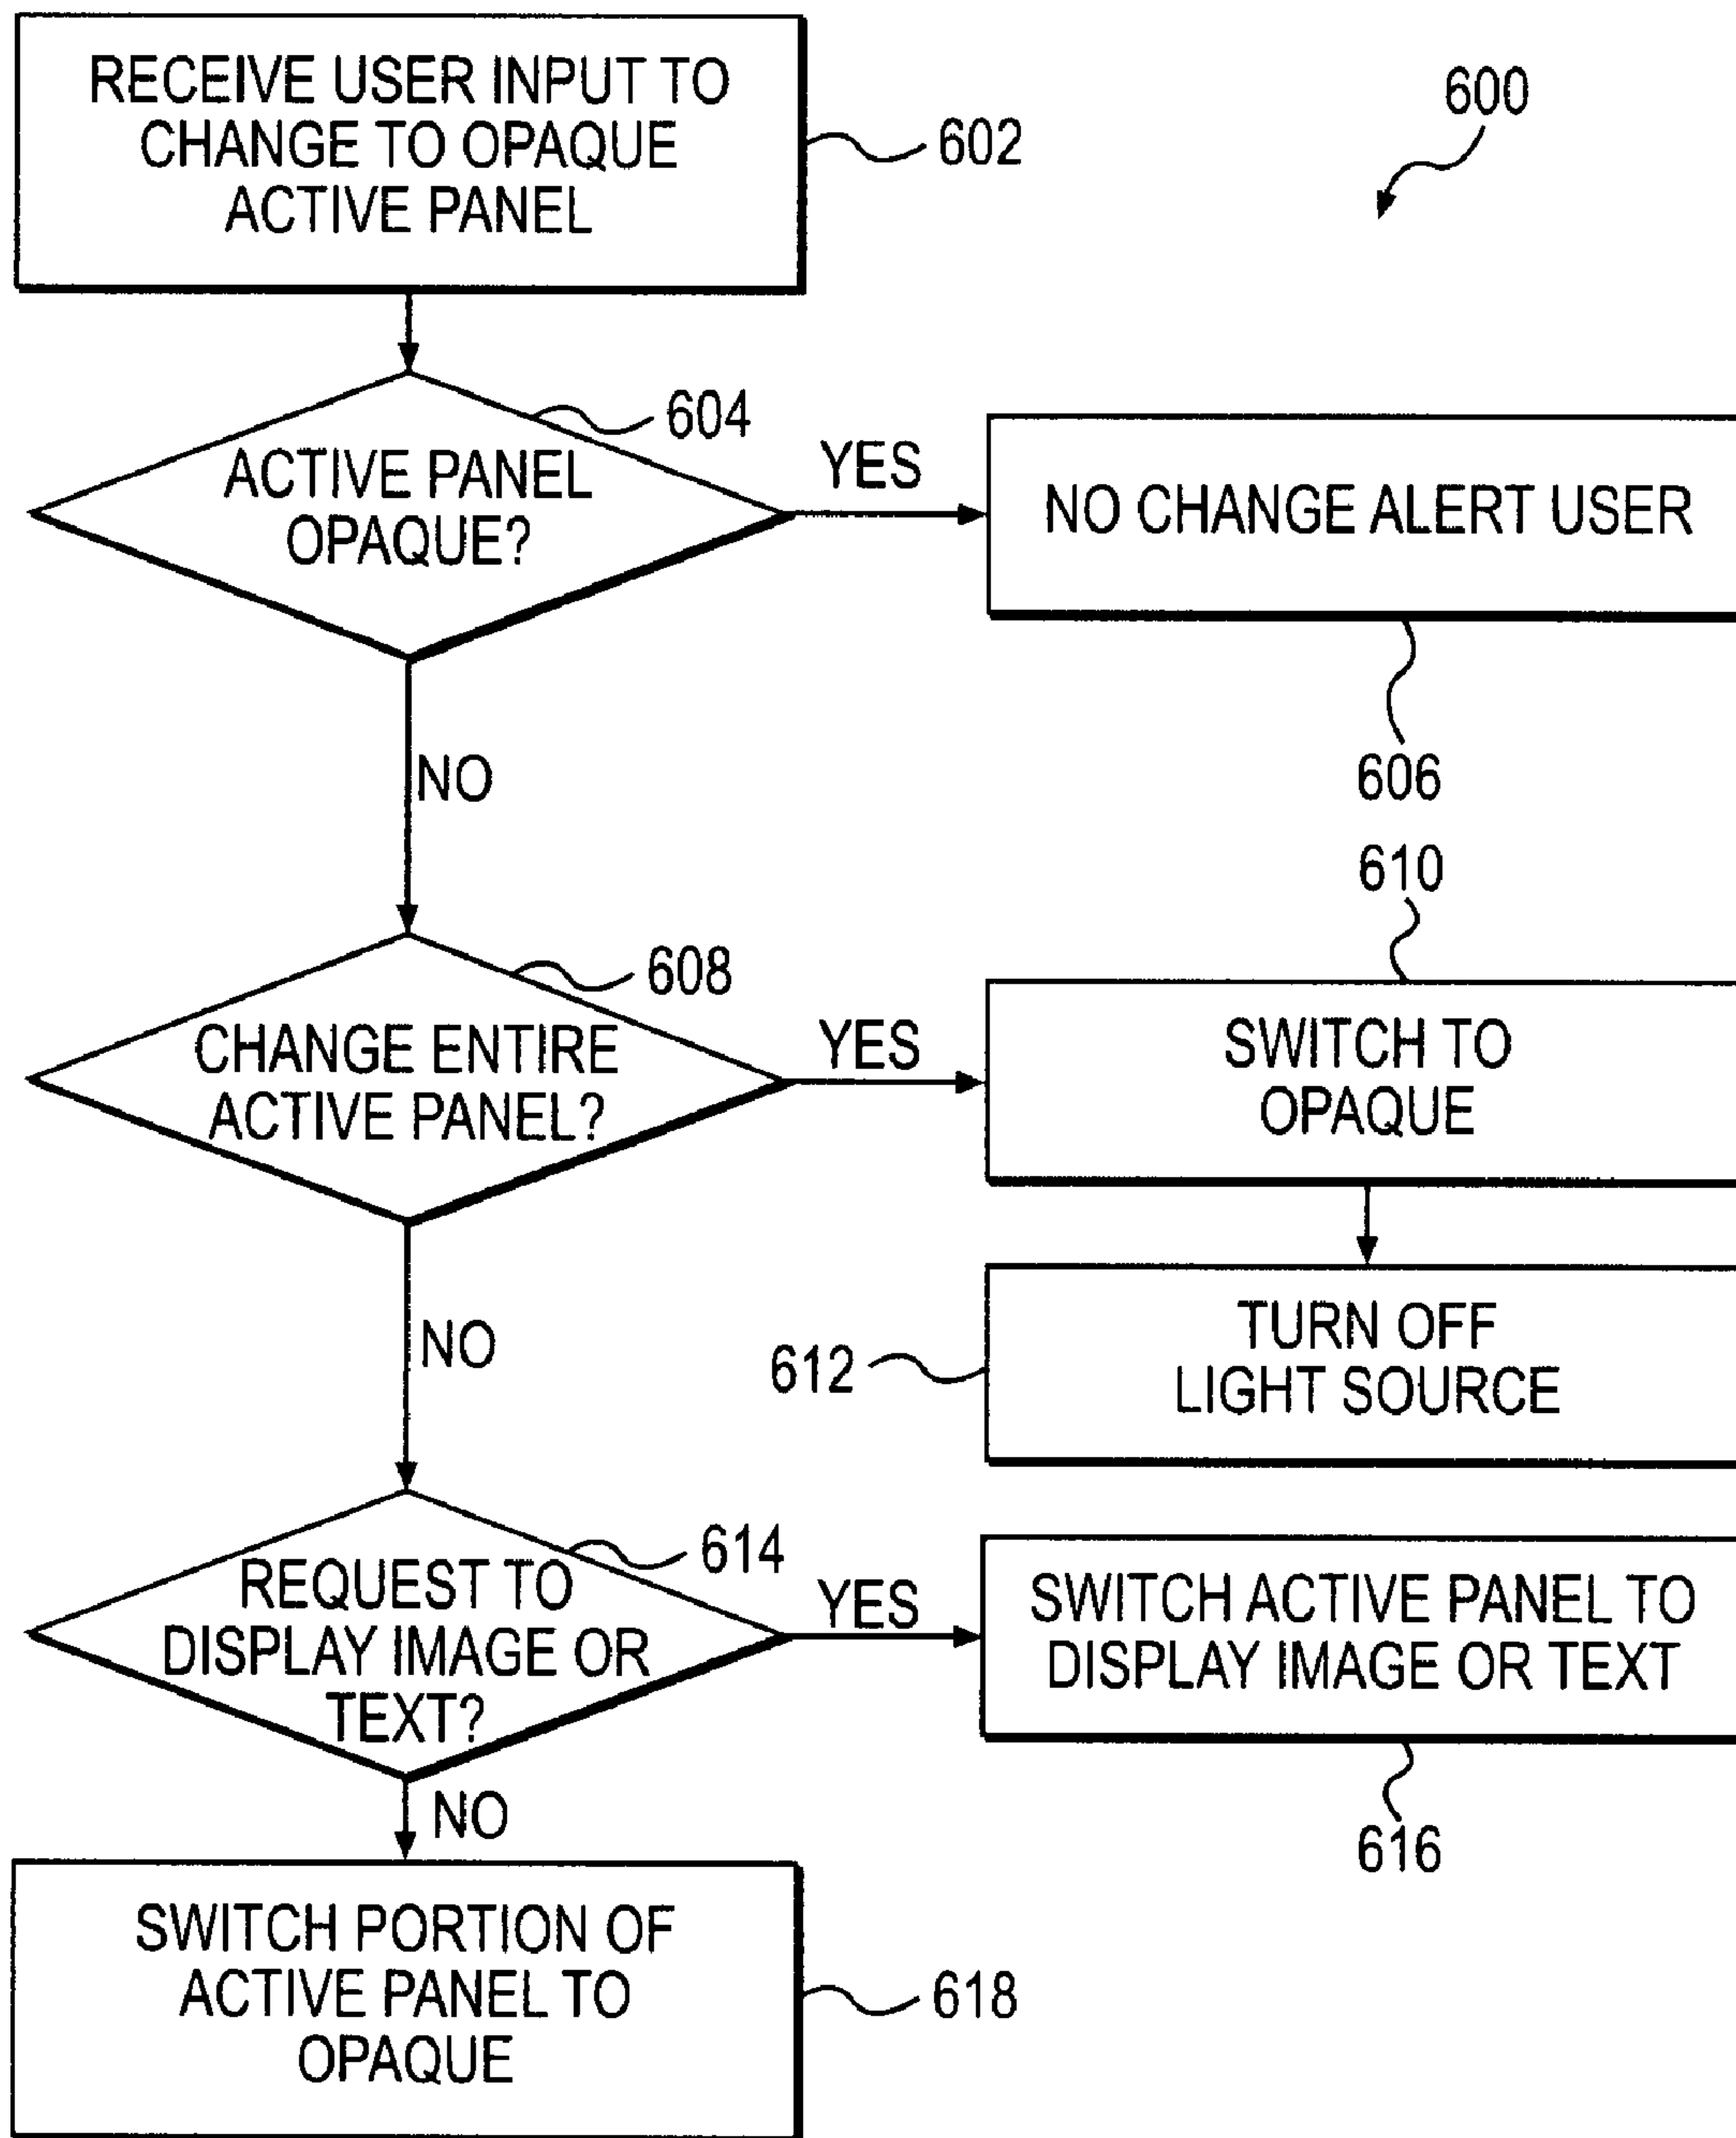 RECEIVE USER INPUT TO
CHANGE TO OPAQUE
ACTIVE PANEL
602
600
604
ACTIVE PANEL
OPAQUE?
YES
NO CHANGE ALERT USER
606
NO
610
608
CHANGE ENTIRE
ACTIVE PANEL?
YES
SWITCH TO
OPAQUE
NO
612
TURN OFF
LIGHT SOURCE
614
REQUEST TO
DISPLAY IMAGE OR
TEXT?
YES
SWITCH ACTIVE PANEL TO
DISPLAY IMAGE OR TEXT
616
NO
SWITCH PORTION OF
ACTIVE PANEL TO
OPAQUE
618